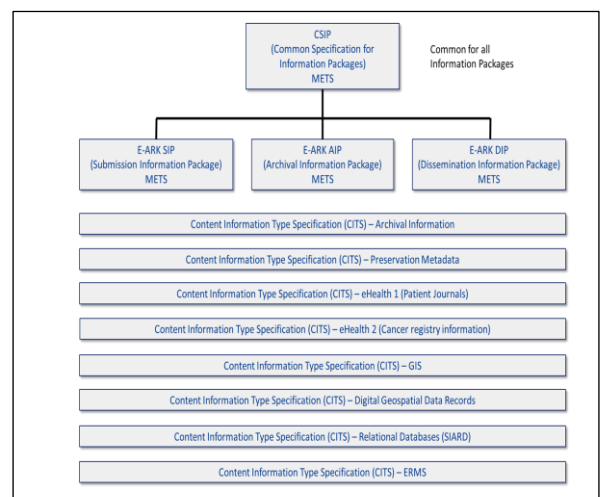 CSIP
(Common Specification for
Information Packages)
METS
Common for all
Information Packages
E-ARK SIP
(Submission Information Package)
METS
E-ARK AIP
(Archival Information Package)
METS
E-ARK DIP
(Dissemination Information Package)
METS
Content Information Type Specification (CITS) – Archival Information
Content Information Type Specification (CITS) – Preservation Metadata
Content Information Type Specification (CITS) – eHealth 1 (Patient Journals)
Content Information Type Specification (CITS) – eHealth 2 (Cancer registry information)
Content Information Type Specification (CITS) – GIS
Content Information Type Specification (CITS) – Digital Geospatial Data Records
Content Information Type Specification (CITS) – Relational Databases (SIARD)
Content Information Type Specification (CITS) – ERMS